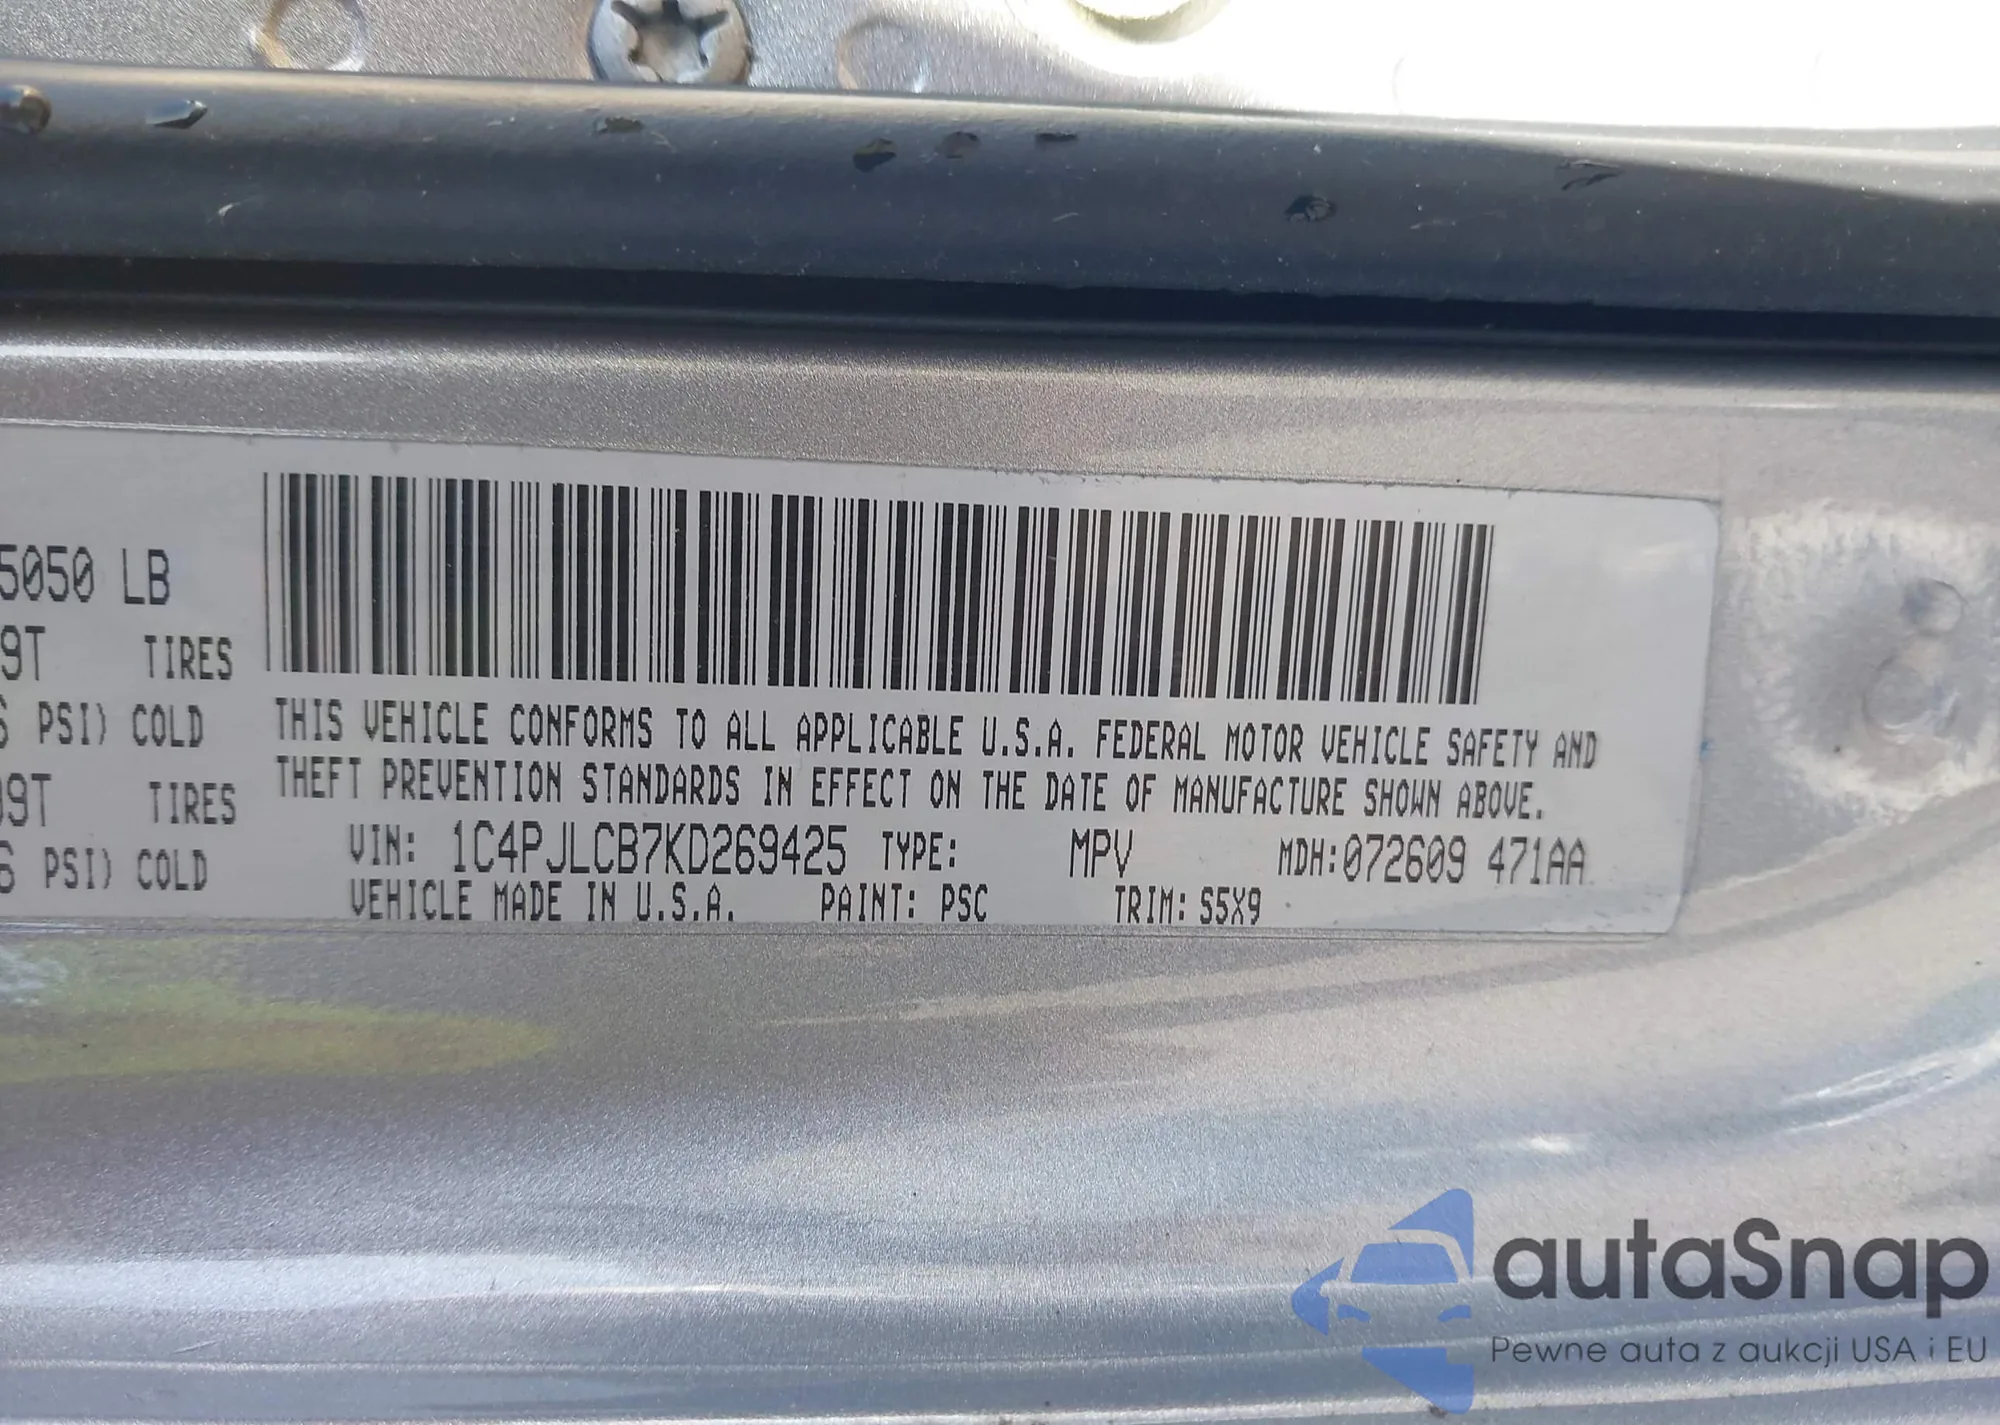 5050 LB
9T TIRES
PSI) COLD
09T TIRES
PSI) COLD
THIS VEHICLE CONFORMS TO ALL APPLICABLE U.S.A. FEDERAL MOTOR VEHICLE SAFETY AND
THEFT PREVENTION STANDARDS IN EFFECT ON THE DATE OF MANUFACTURE SHOWN ABOVE.
VIN: 1C4PJLCB7KD269425 TYPE: MPV MDH:072609 471AA
VEHICLE MADE IN U.S.A. PAINT: PSC TRIM: S5X9
autaSnap
Pewne auta z aukcji USA i EU